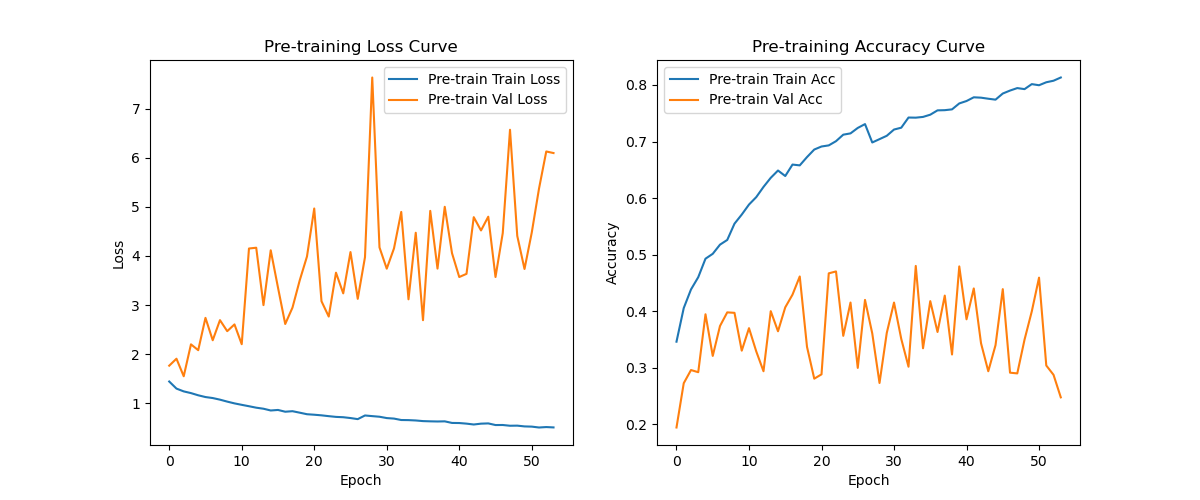 Pre-training Loss Curve
Pre-train Train Loss
Pre-train Val Loss
7
6
5
4
3
2
1
Loss
0
10
20
30
40
50
Epoch
Pre-training Accuracy Curve
Pre-train Train Acc
Pre-train Val Acc
0.8
0.7
0.6
0.5
0.4
0.3
0.2
Accuracy
0
10
20
30
40
50
Epoch